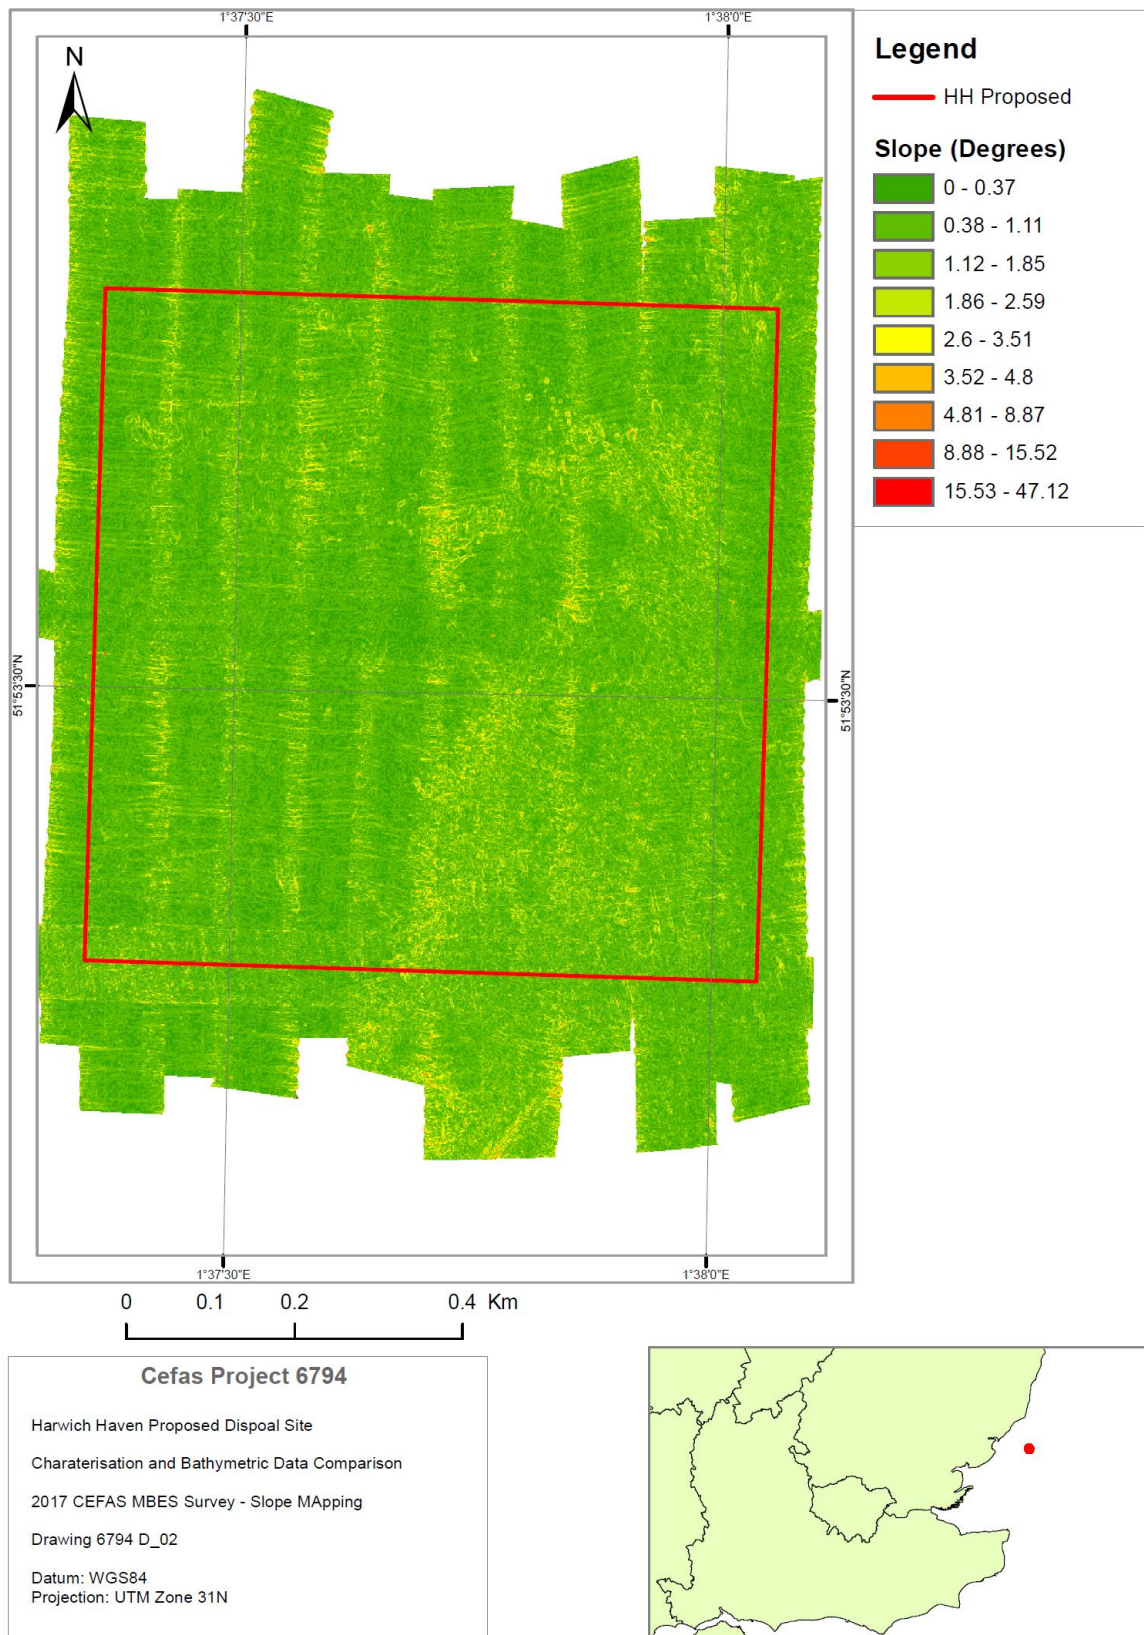 1°37'30"E
1°38'0"E
N
51°53'30"N
51°53'30"N
1°37'30"E
1°38'0"E
0 0.1 0.2 0.4 Km
Legend
HH Proposed
Slope (Degrees)
0 - 0.37
0.38 - 1.11
1.12 - 1.85
1.86 - 2.59
2.6 - 3.51
3.52 - 4.8
4.81 - 8.87
8.88 - 15.52
15.53 - 47.12
Cefas Project 6794
Harwich Haven Proposed Dispoal Site
Charaterisation and Bathymetric Data Comparison
2017 CEFAS MBES Survey - Slope MApping
Drawing 6794 D_02
Datum: WGS84
Projection: UTM Zone 31N